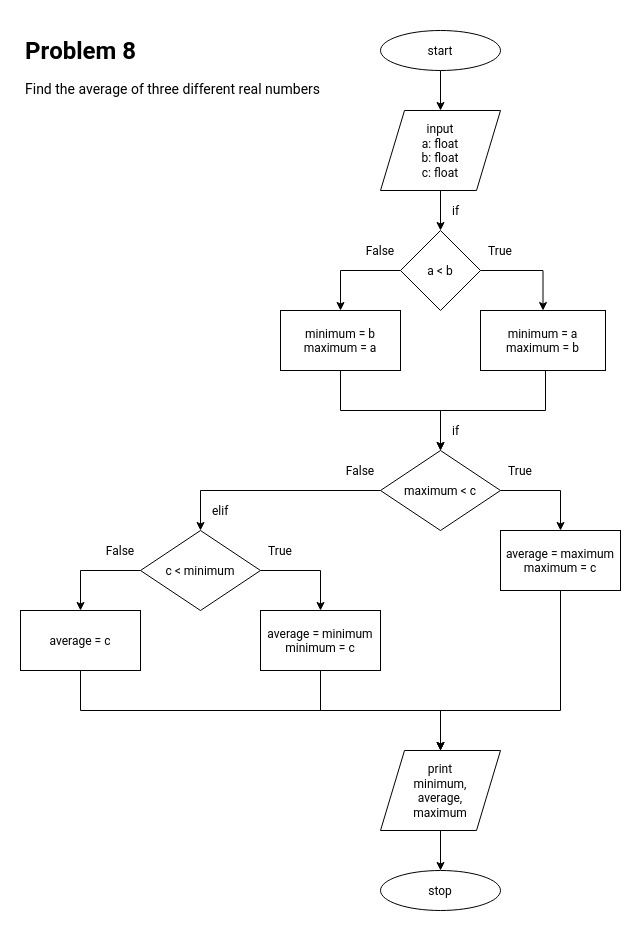 Problem 8
Find the average of three different real numbers
start
input
a: float
b: float
c: float
if
False
True
a < b
minimum = b
maximum = a
minimum = a
maximum = b
if
False
True
maximum < c
elif
average = maximum
maximum = c
False
True
c < minimum
average = c
average = minimum
minimum = c
print
minimum,
average,
maximum
stop